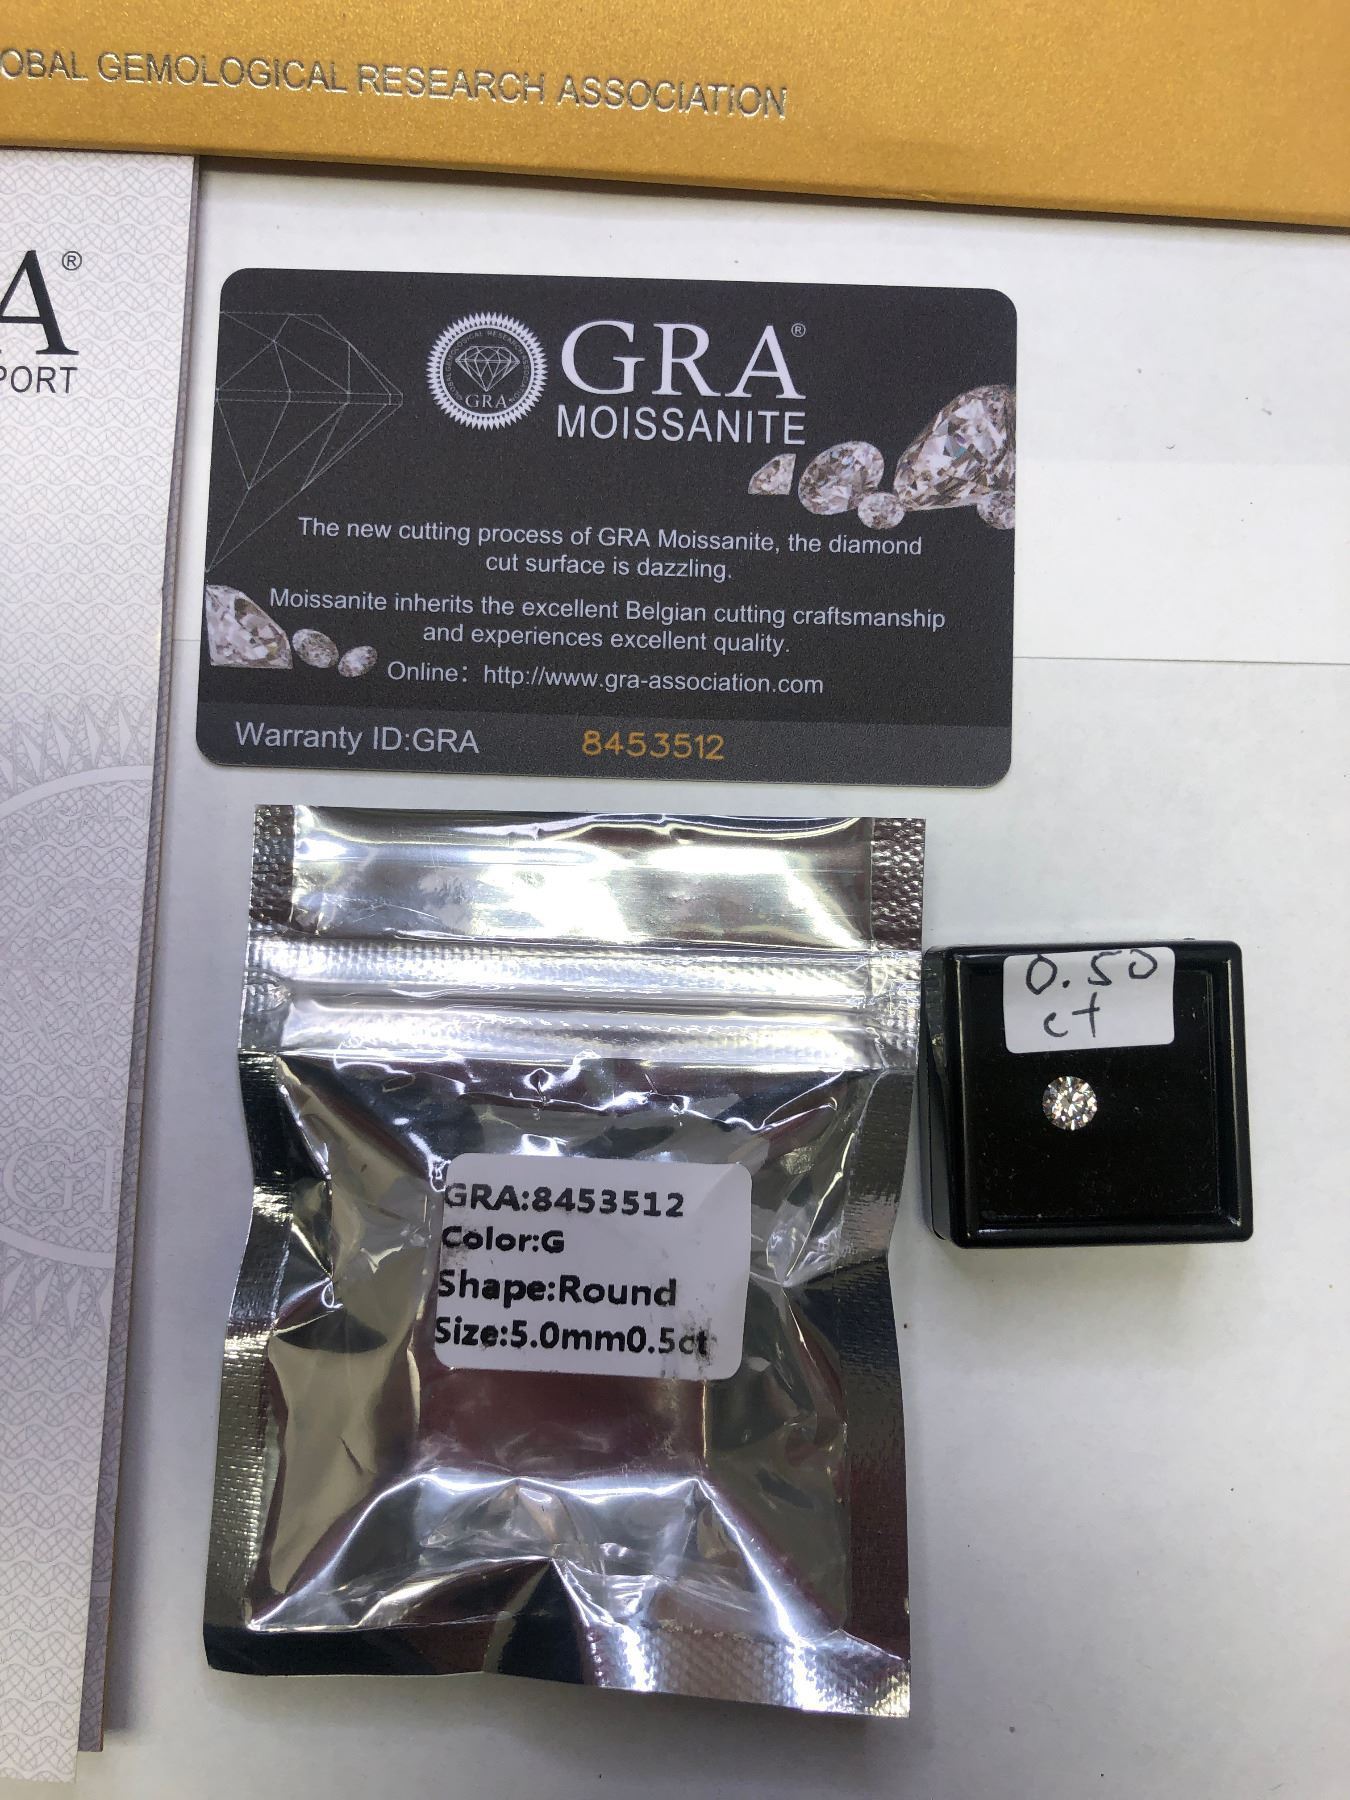 OBAL GEMOLOGICAL RESEARCH ASSOCIATION
A®
PORT
GRA®
MOISSANITE
GRA
The new cutting process of GRA Moissanite, the diamond
cut surface is dazzling.
Moissanite inherits the excellent Belgian cutting craftsmanship
and experiences excellent quality.
Online: http://www.gra-association.com
Warranty ID:GRA 8453512
0.50
ct
GRA:8453512
Color:G
Shape:Round
Size:5.0mm0.5ct